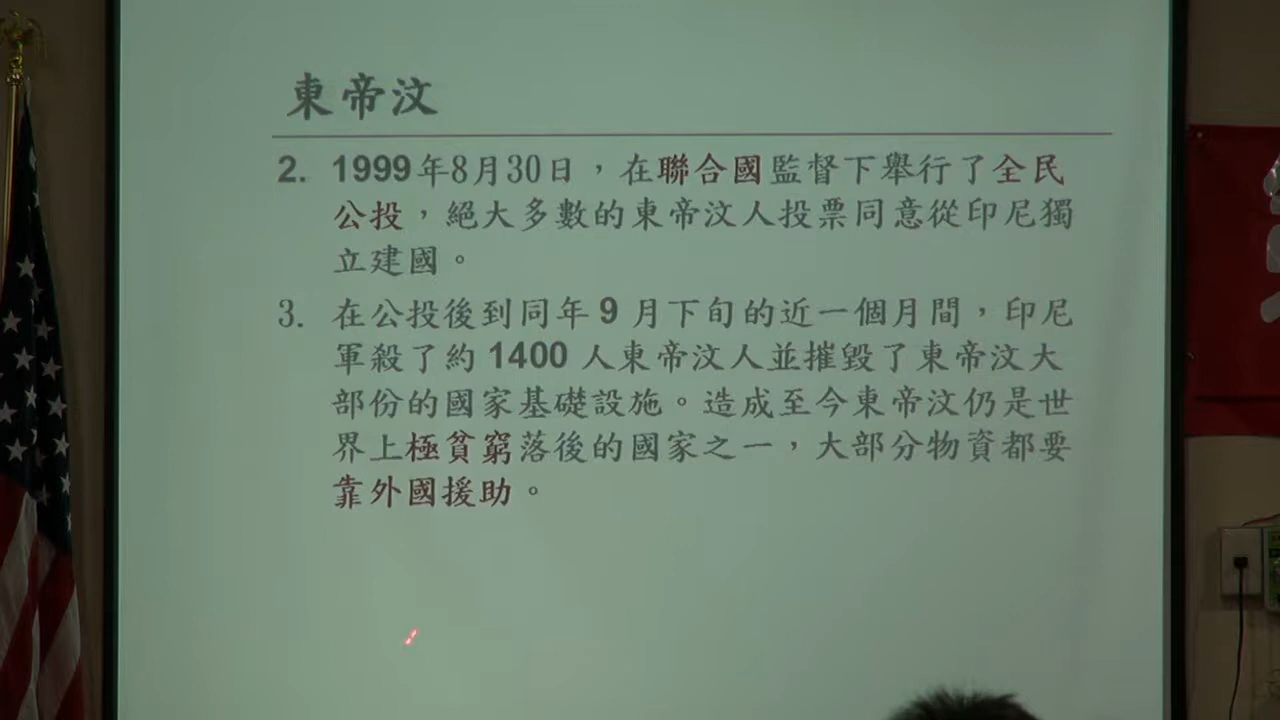 東帝汶
2. 1999年8月30日，在聯合國監督下舉行了全民
公投，絕大多數的東帝汶人投票同意從印尼獨
立建國。
3. 在公投後到同年 9 月下旬的近一個月間，印尼
軍殺了約 1400 人東帝汶人並摧毀了東帝汶大
部份的國家基礎設施。造成至今東帝汶仍是世
界上極貧窮落後的國家之一，大部分物資都要
靠外國援助。